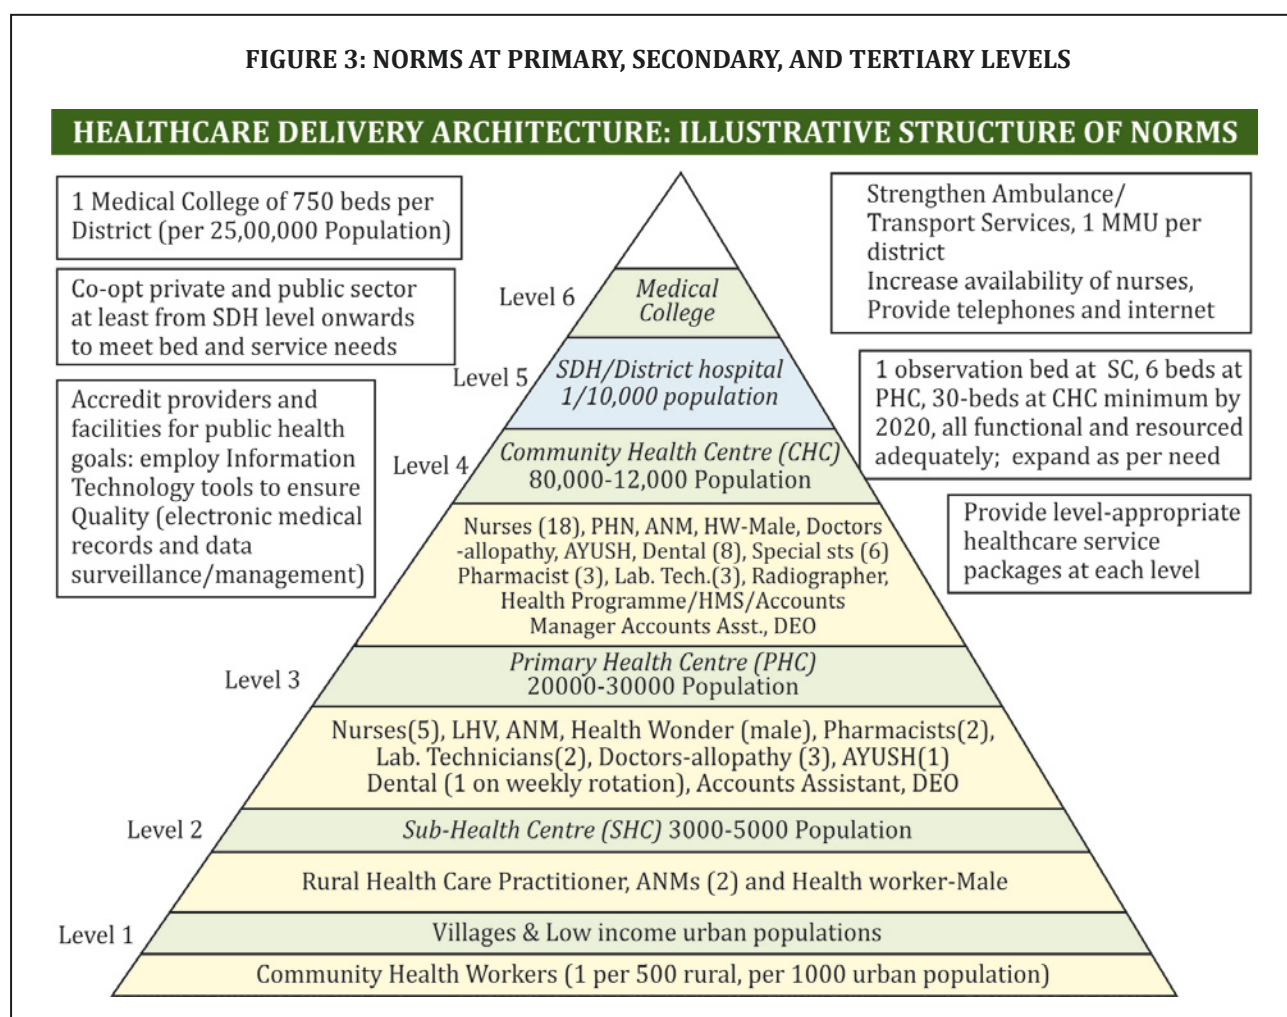 FIGURE 3: NORMS AT PRIMARY, SECONDARY, AND TERTIARY LEVELS
HEALTHCARE DELIVERY ARCHITECTURE: ILLUSTRATIVE STRUCTURE OF NORMS
1 Medical College of 750 beds per
District (per 25,00,000 Population)
Co-opt private and public sector
at least from SDH level onwards
to meet bed and service needs
Accredit providers and
facilities for public health
goals: employ Information
Technology tools to ensure
Quality (electronic medical
records and data
surveillance/management)
Strengthen Ambulance/
Transport Services, 1 MMU per
district
Increase availability of nurses,
Provide telephones and internet
1 observation bed at SC, 6 beds at
PHC, 30-beds at CHC minimum by
2020, all functional and resourced
adequately; expand as per need
Provide level-appropriate
healthcare service
packages at each level
Level 6
Medical
College
Level 5
SDH/District hospital
1/10,000 population
Level 4
Community Health Centre (CHC)
80,000-12,000 Population
Nurses (18), PHN, ANM, HW-Male, Doctors
-allopathy, AYUSH, Dental (8), Special sts (6)
Pharmacist (3), Lab. Tech.(3), Radiographer,
Health Programme/HMS/Accounts
Manager Accounts Asst., DEO
Level 3
Primary Health Centre (PHC)
20000-30000 Population
Nurses(5), LHV, ANM, Health Wonder (male), Pharmacists(2),
Lab. Technicians(2), Doctors-allopathy (3), AYUSH(1)
Dental (1 on weekly rotation), Accounts Assistant, DEO
Level 2
Sub-Health Centre (SHC) 3000-5000 Population
Rural Health Care Practitioner, ANMs (2) and Health worker-Male
Level 1
Villages & Low income urban populations
Community Health Workers (1 per 500 rural, per 1000 urban population)